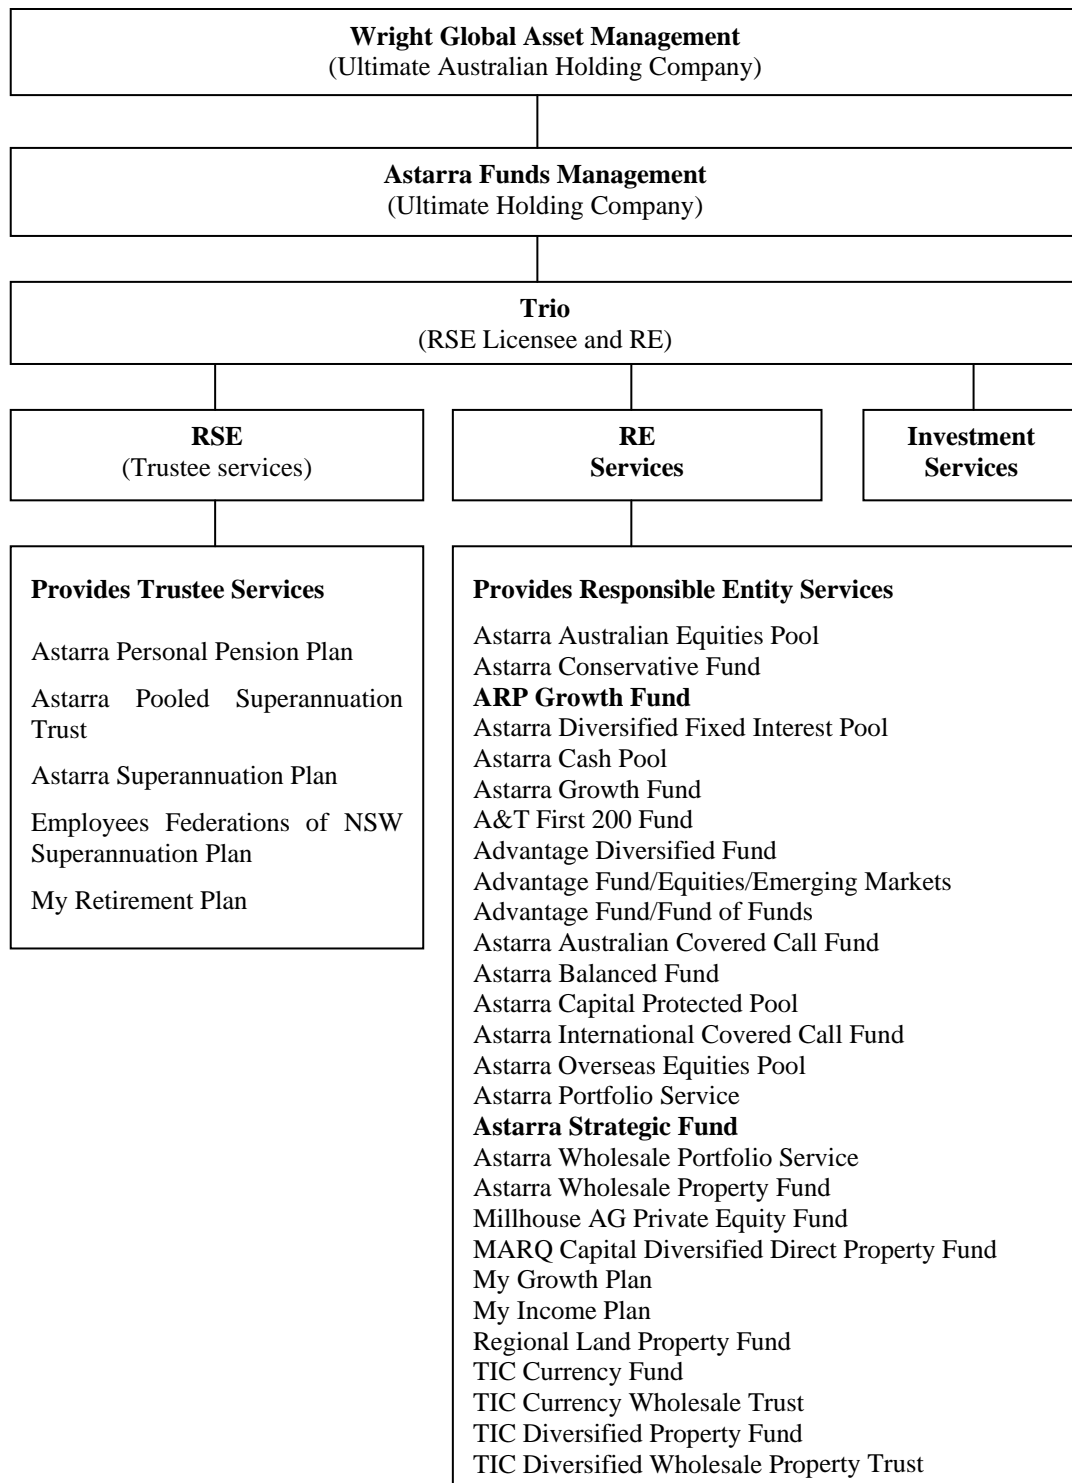 Wright Global Asset Management
(Ultimate Australian Holding Company)
Astarra Funds Management
(Ultimate Holding Company)
Trio
(RSE Licensee and RE)
RSE
(Trustee services)
RE
Services
Investment
Services
Provides Trustee Services
Astarra Personal Pension Plan
Astarra Pooled Superannuation
Trust
Astarra Superannuation Plan
Employees Federations of NSW
Superannuation Plan
My Retirement Plan
Provides Responsible Entity Services
Astarra Australian Equities Pool
Astarra Conservative Fund
ARP Growth Fund
Astarra Diversified Fixed Interest Pool
Astarra Cash Pool
Astarra Growth Fund
A&T First 200 Fund
Advantage Diversified Fund
Advantage Fund/Equities/Emerging Markets
Advantage Fund/Fund of Funds
Astarra Australian Covered Call Fund
Astarra Balanced Fund
Astarra Capital Protected Pool
Astarra International Covered Call Fund
Astarra Overseas Equities Pool
Astarra Portfolio Service
Astarra Strategic Fund
Astarra Wholesale Portfolio Service
Astarra Wholesale Property Fund
Millhouse AG Private Equity Fund
MARQ Capital Diversified Direct Property Fund
My Growth Plan
My Income Plan
Regional Land Property Fund
TIC Currency Fund
TIC Currency Wholesale Trust
TIC Diversified Property Fund
TIC Diversified Wholesale Property Trust